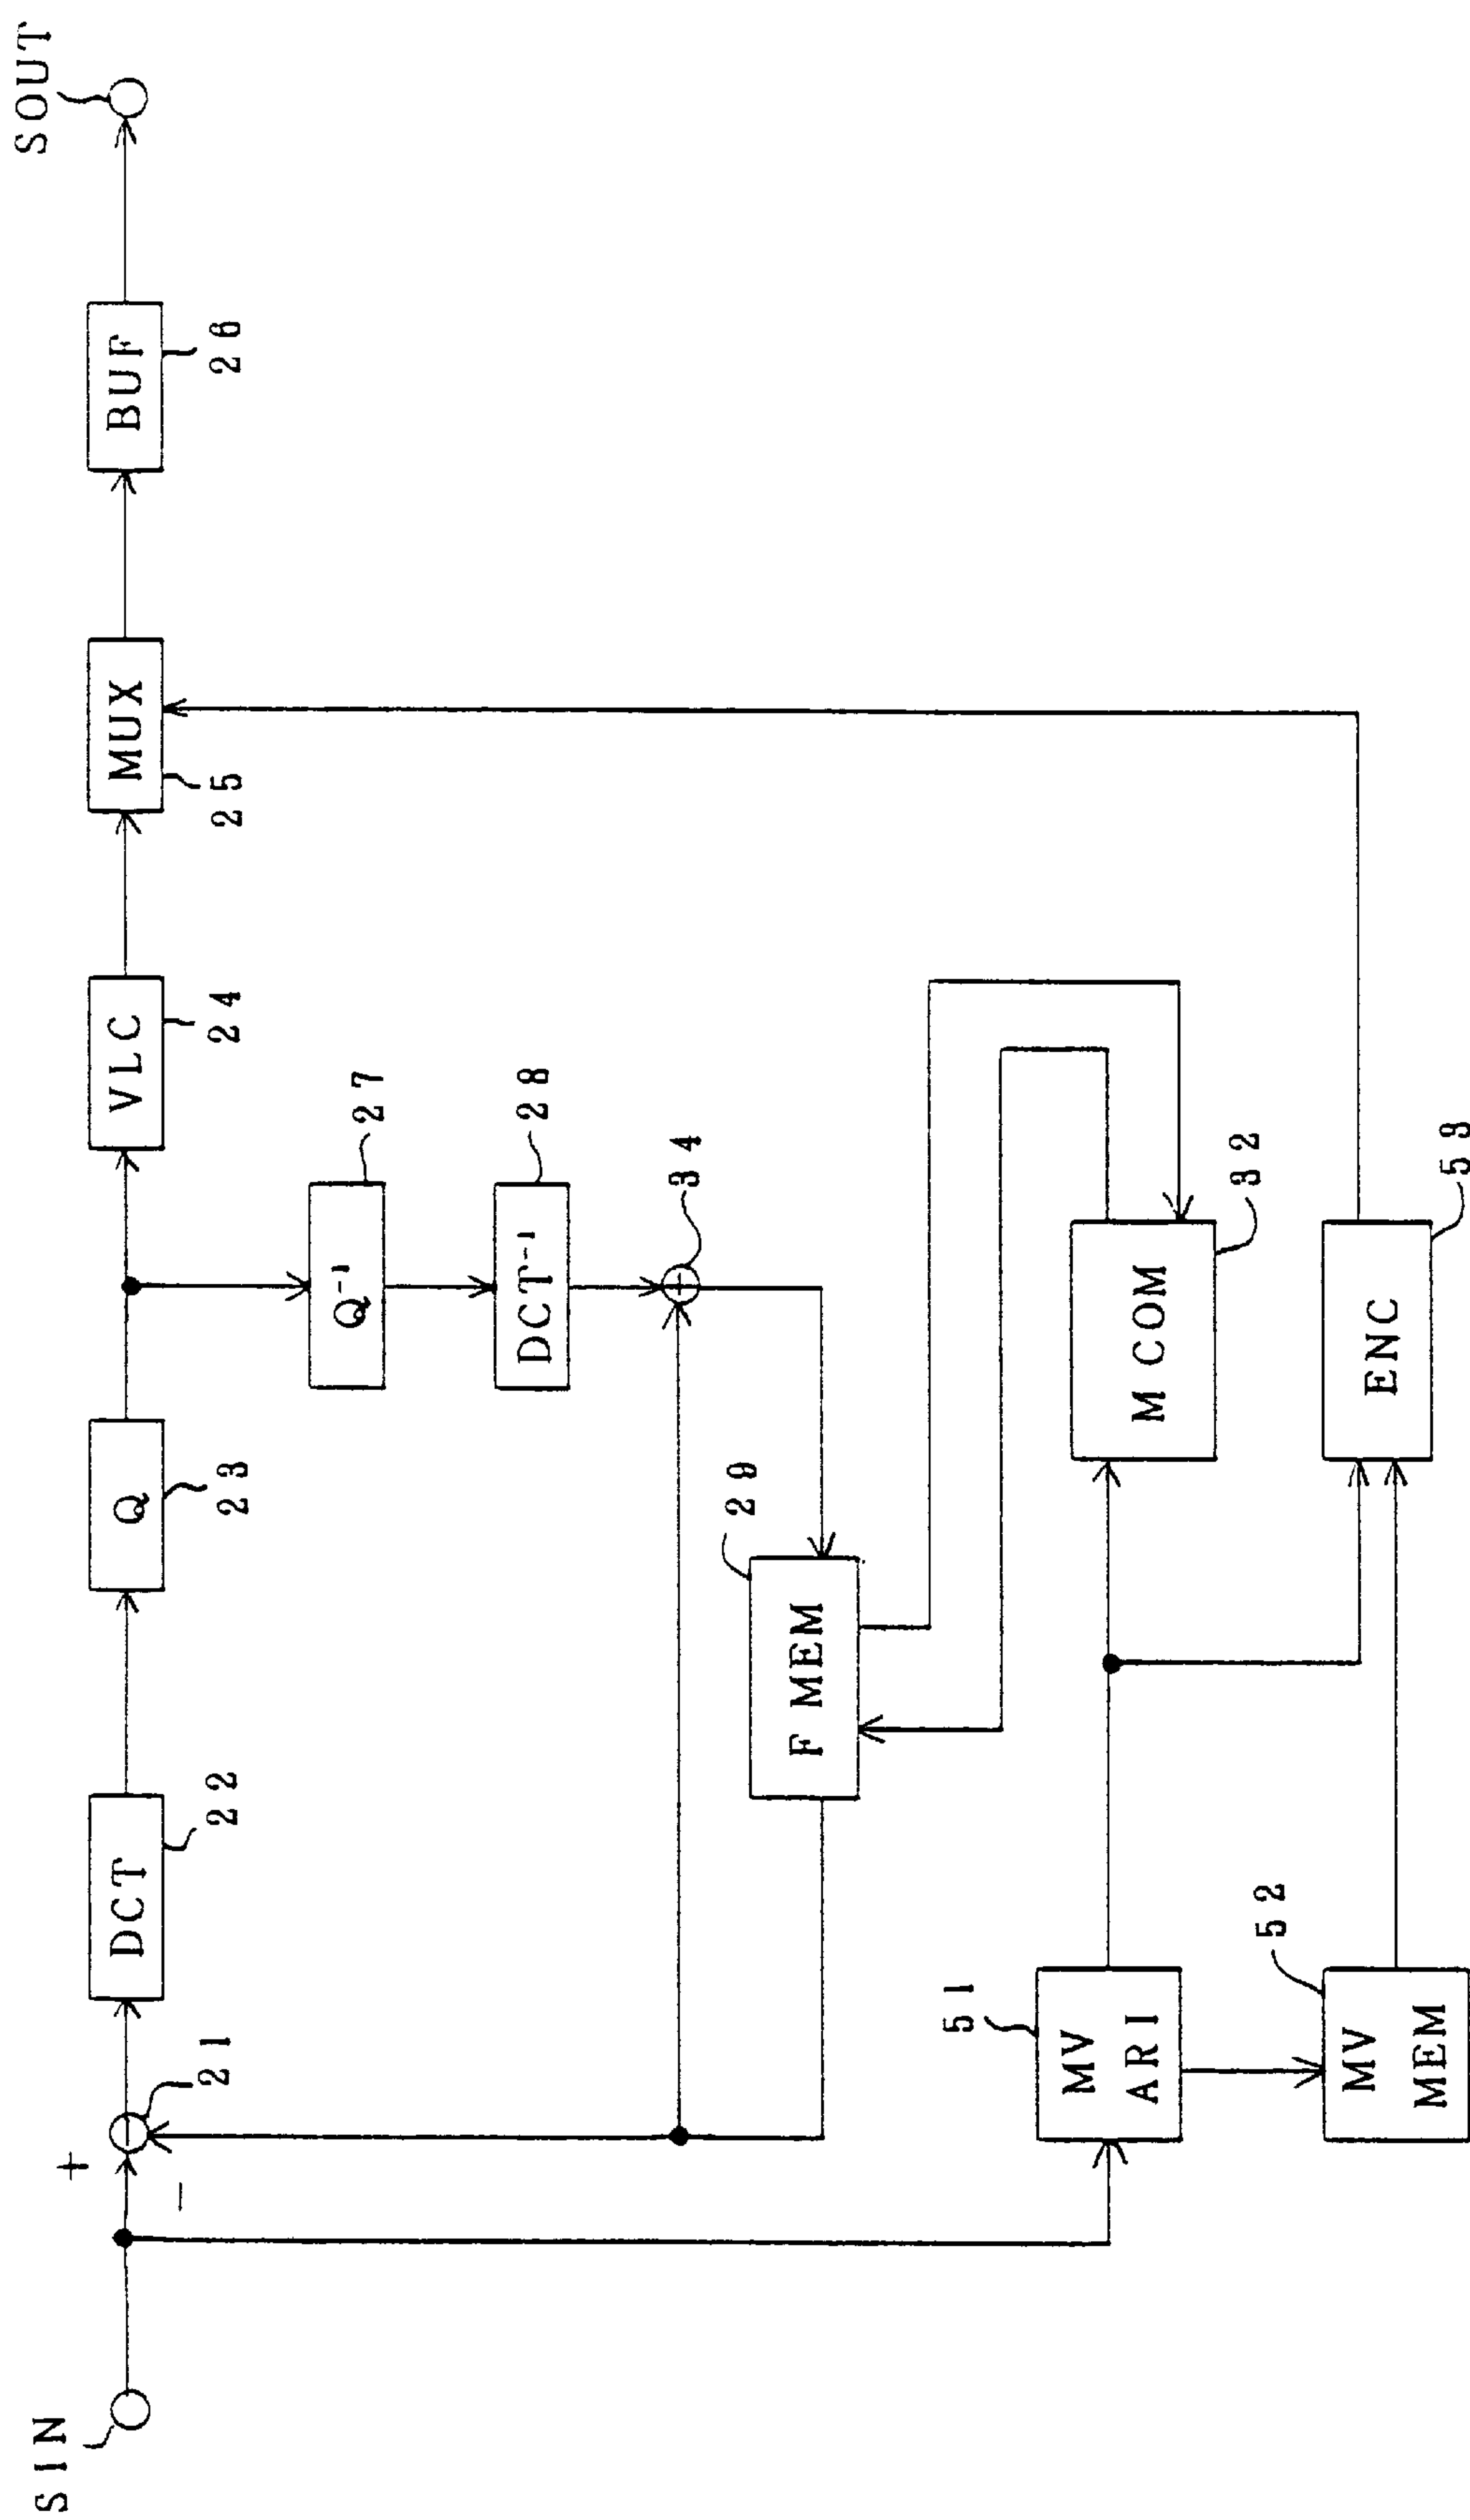 SIN
+
−
21
DCT
22
Q
23
VLC
24
MUX
25
BUF
26
SOUT
Q⁻¹
27
DCT⁻¹
28
+
34
F MEM
29
MV
ARI
51
M COM
32
MV
MEM
52
ENC
53